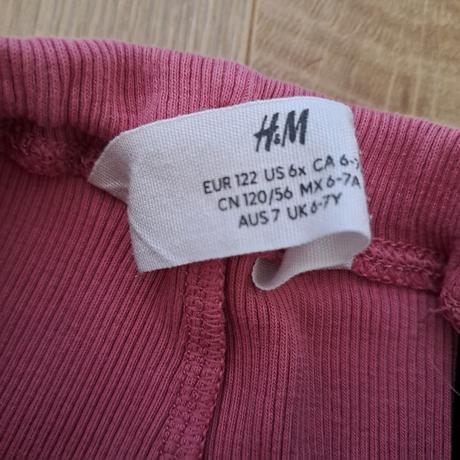 H&M
EUR 122 US 6x CA 6-
CN 120/56 MX 6-7A
AUS 7 UK 6-7Y